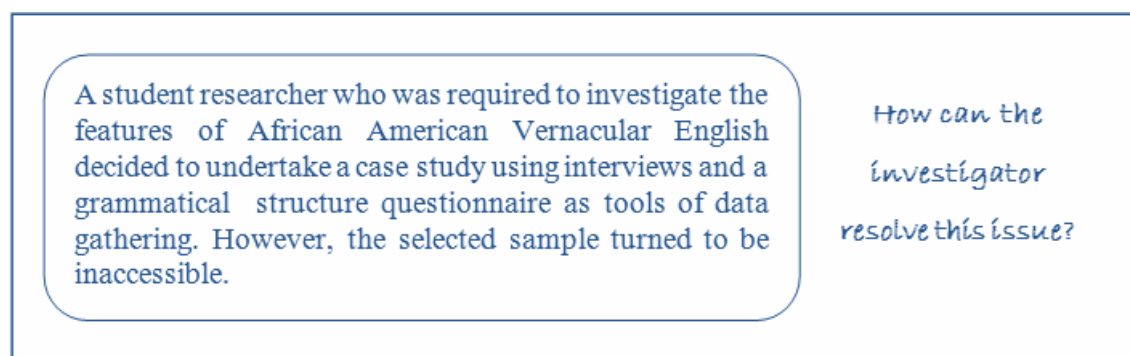 A student researcher who was required to investigate the
features of African American Vernacular English
decided to undertake a case study using interviews and a
grammatical structure questionnaire as tools of data
gathering. However, the selected sample turned to be
inaccessible.
How can the
investigator
resolve this issue?